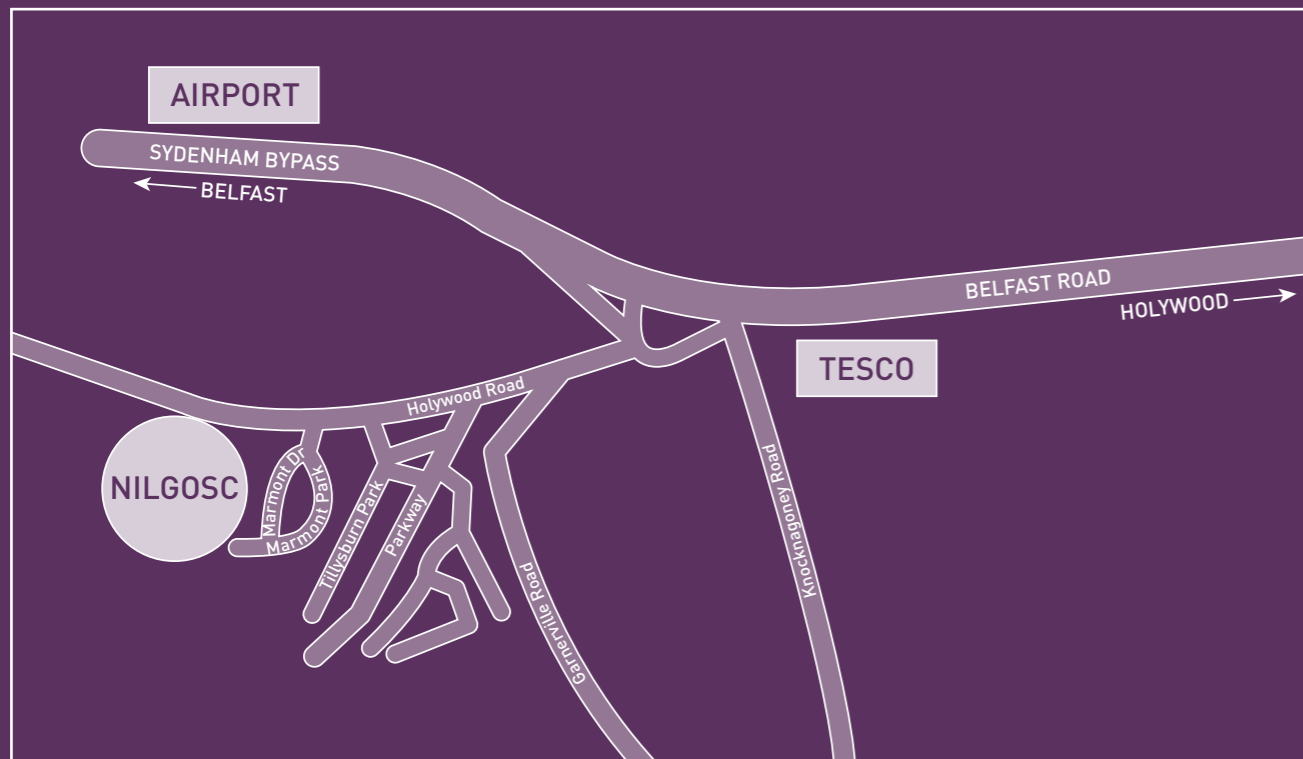 AIRPORT
SYDENHAM BYPASS
BELFAST
BELFAST ROAD
HOLYWOOD
TESCO
Holywood Road
NILGOSC
Marmont Dr
Marmont Park
Tillysburn Park
Parkway
Garnerville Road
Knocknagoney Road